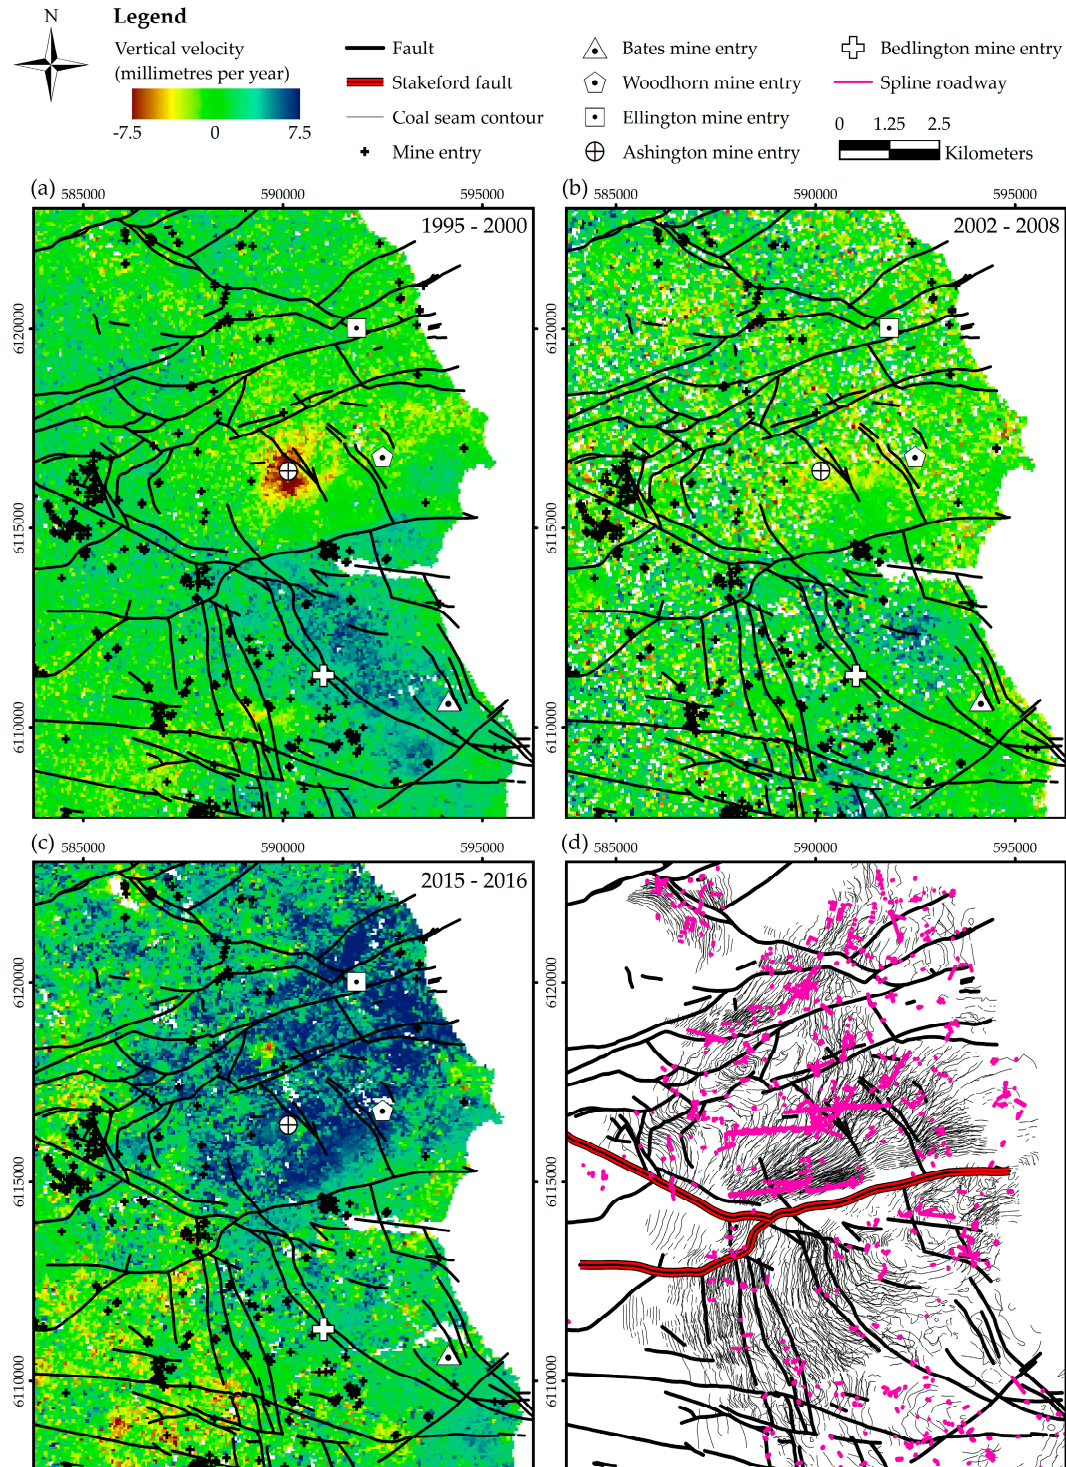 N
Legend
Vertical velocity
(millimetres per year)
-7.5 0 7.5
Fault
Stakeford fault
Coal seam contour
Mine entry
Bates mine entry
Woodhorn mine entry
Ellington mine entry
Ashington mine entry
Bedlington mine entry
Spline roadway
0 1.25 2.5
Kilometers
(a)
585000 590000 595000
1995 - 2000
6120000
6115000
6110000
(b)
585000 590000 595000
2002 - 2008
6120000
6115000
6110000
(c)
585000 590000 595000
2015 - 2016
6120000
6115000
6110000
(d)
585000 590000 595000
6120000
6115000
6110000